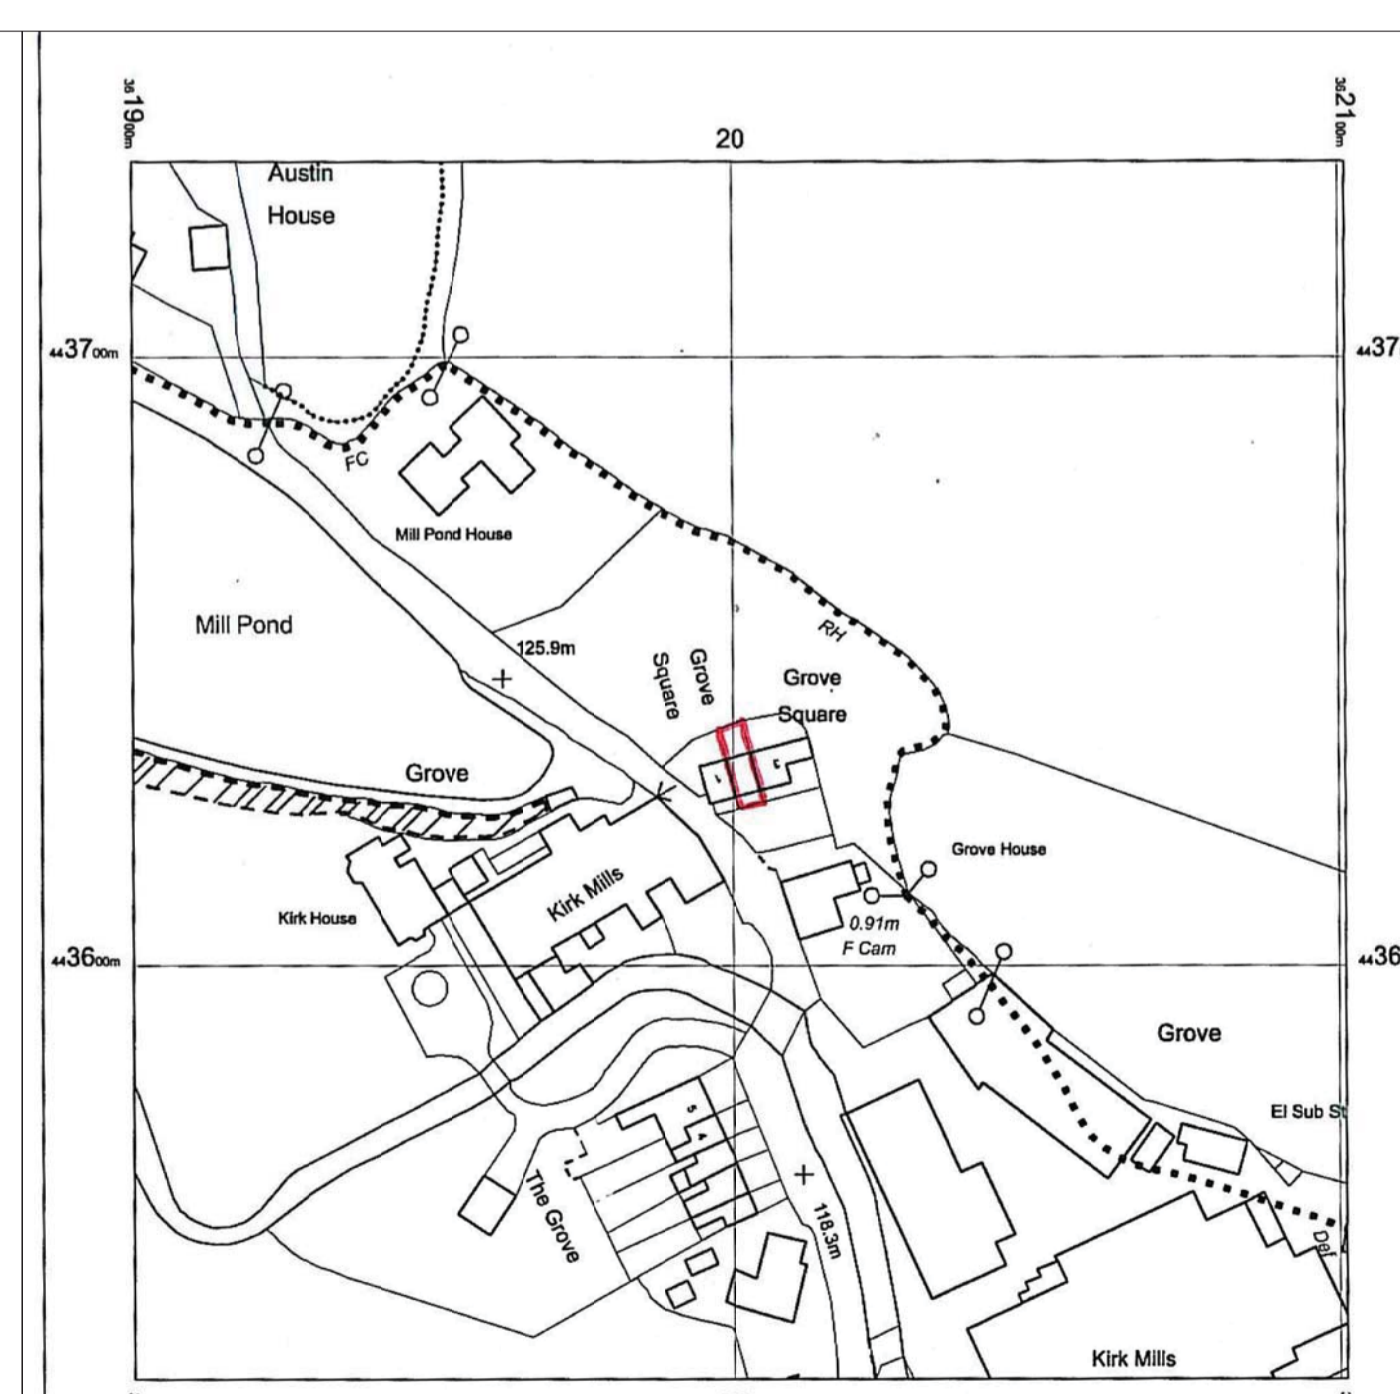 3619 00m
20
3621 00m
Austin
House
4437 00m
4437
FC
Mill Pond House
Mill Pond
125.9m
RH
Grove
Square
Grove
Square
Grove
1
3
Grove House
Kirk Mills
Kirk House
0.91m
F Cam
4436 00m
4436
Grove
El Sub St
5
4
The Grove
118.3m
Def
Kirk Mills